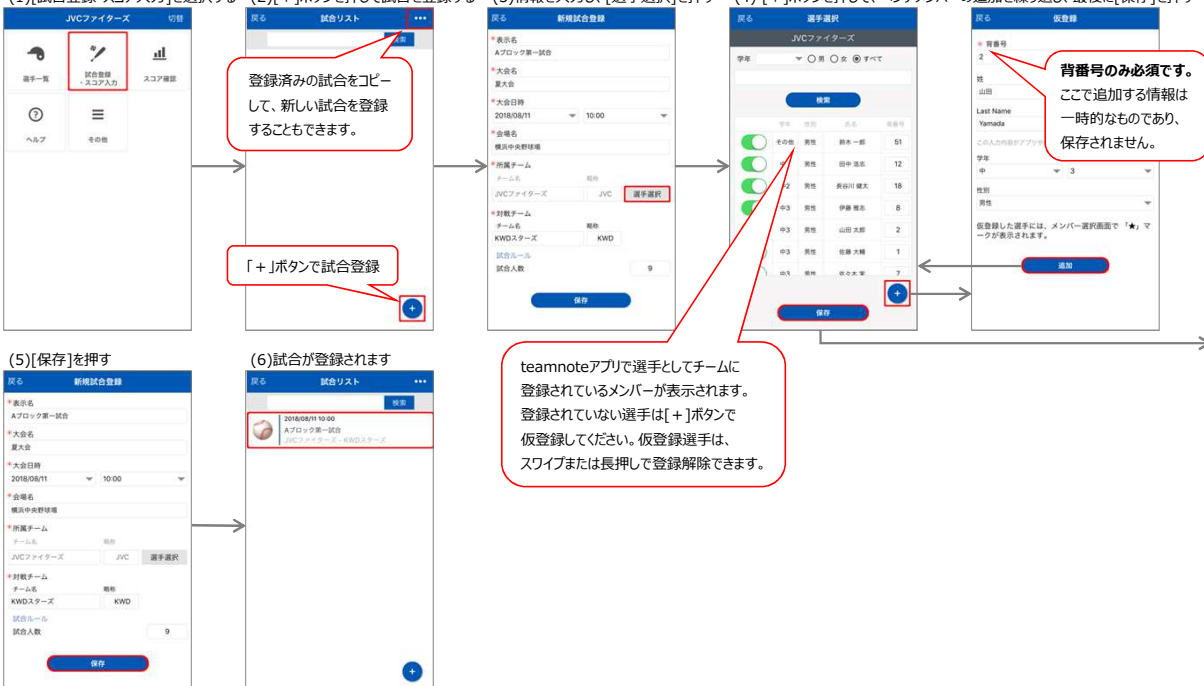 (1)[試合登録・スコア入力]を選択する
(2)[+]ボタンを押して試合を登録する
(3)情報を入力し、[選手選択]を押す
JVCファイターズ 切替
選手一覧
試合登録
・スコア入力
スコア確認
ヘルプ
その他
戻る 試合リスト •••
検索
登録済みの試合をコピー
して、新しい試合を登録
することもできます。
「+」ボタンで試合登録
+
戻る 新規試合登録
*表示名
Aブロック第一試合
*大会名
夏大会
*大会日時
2018/08/11 10:00
*会場名
横浜中央野球場
*所属チーム
チーム名 略称
JVCファイターズ JVC 選手選択
*対戦チーム
チーム名 略称
KWDスターズ KWD
試合ルール
試合人数 9
保存
戻る 選手選択
JVCファイターズ
学年 男 女 すべて
検索
学年 性別 氏名 背番号
その他 男性 鈴木 一郎 51
男性 田中 浩志 12
男性 長谷川 健太 18
中3 男性 伊藤 雅志 8
中3 男性 山田 太郎 2
中3 男性 佐藤 大輔 1
中3 男性 佐々木 実 7
+
保存
teamnoteアプリで選手としてチームに
登録されているメンバーが表示されます。
登録されていない選手は[+]ボタンで
仮登録してください。仮登録選手は、
スワイプまたは長押しで登録解除できます。
戻る 仮登録
* 背番号
2
姓
山田
Last Name
Yamada
学年
中 3
性別
男性
仮登録した選手には、メンバー選択画面で 「★」マ
ークが表示されます。
追加
背番号のみ必須です。
ここで追加する情報は
一時的なものであり、
保存されません。
(5)[保存]を押す
戻る 新規試合登録
*表示名
Aブロック第一試合
*大会名
夏大会
*大会日時
2018/08/11 10:00
*会場名
横浜中央野球場
*所属チーム
チーム名 略称
JVCファイターズ JVC 選手選択
*対戦チーム
チーム名 略称
KWDスターズ KWD
試合ルール
試合人数 9
保存
(6)試合が登録されます
戻る 試合リスト •••
検索
2018/08/11 10:00
Aブロック第一試合
JVCファイターズ - KWDスターズ
+